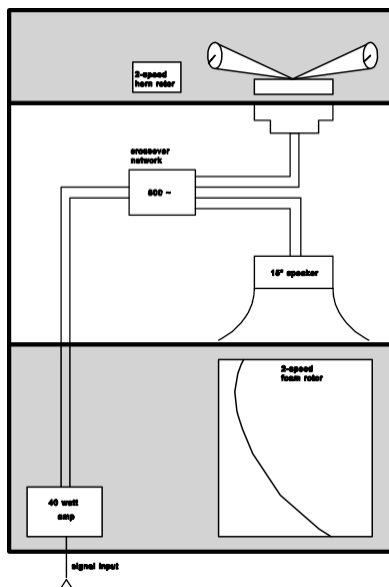 2-speed
horn rotor
crossover
network
800 ~
15" speaker
2-speed
foam rotor
40 watt
amp
signal input